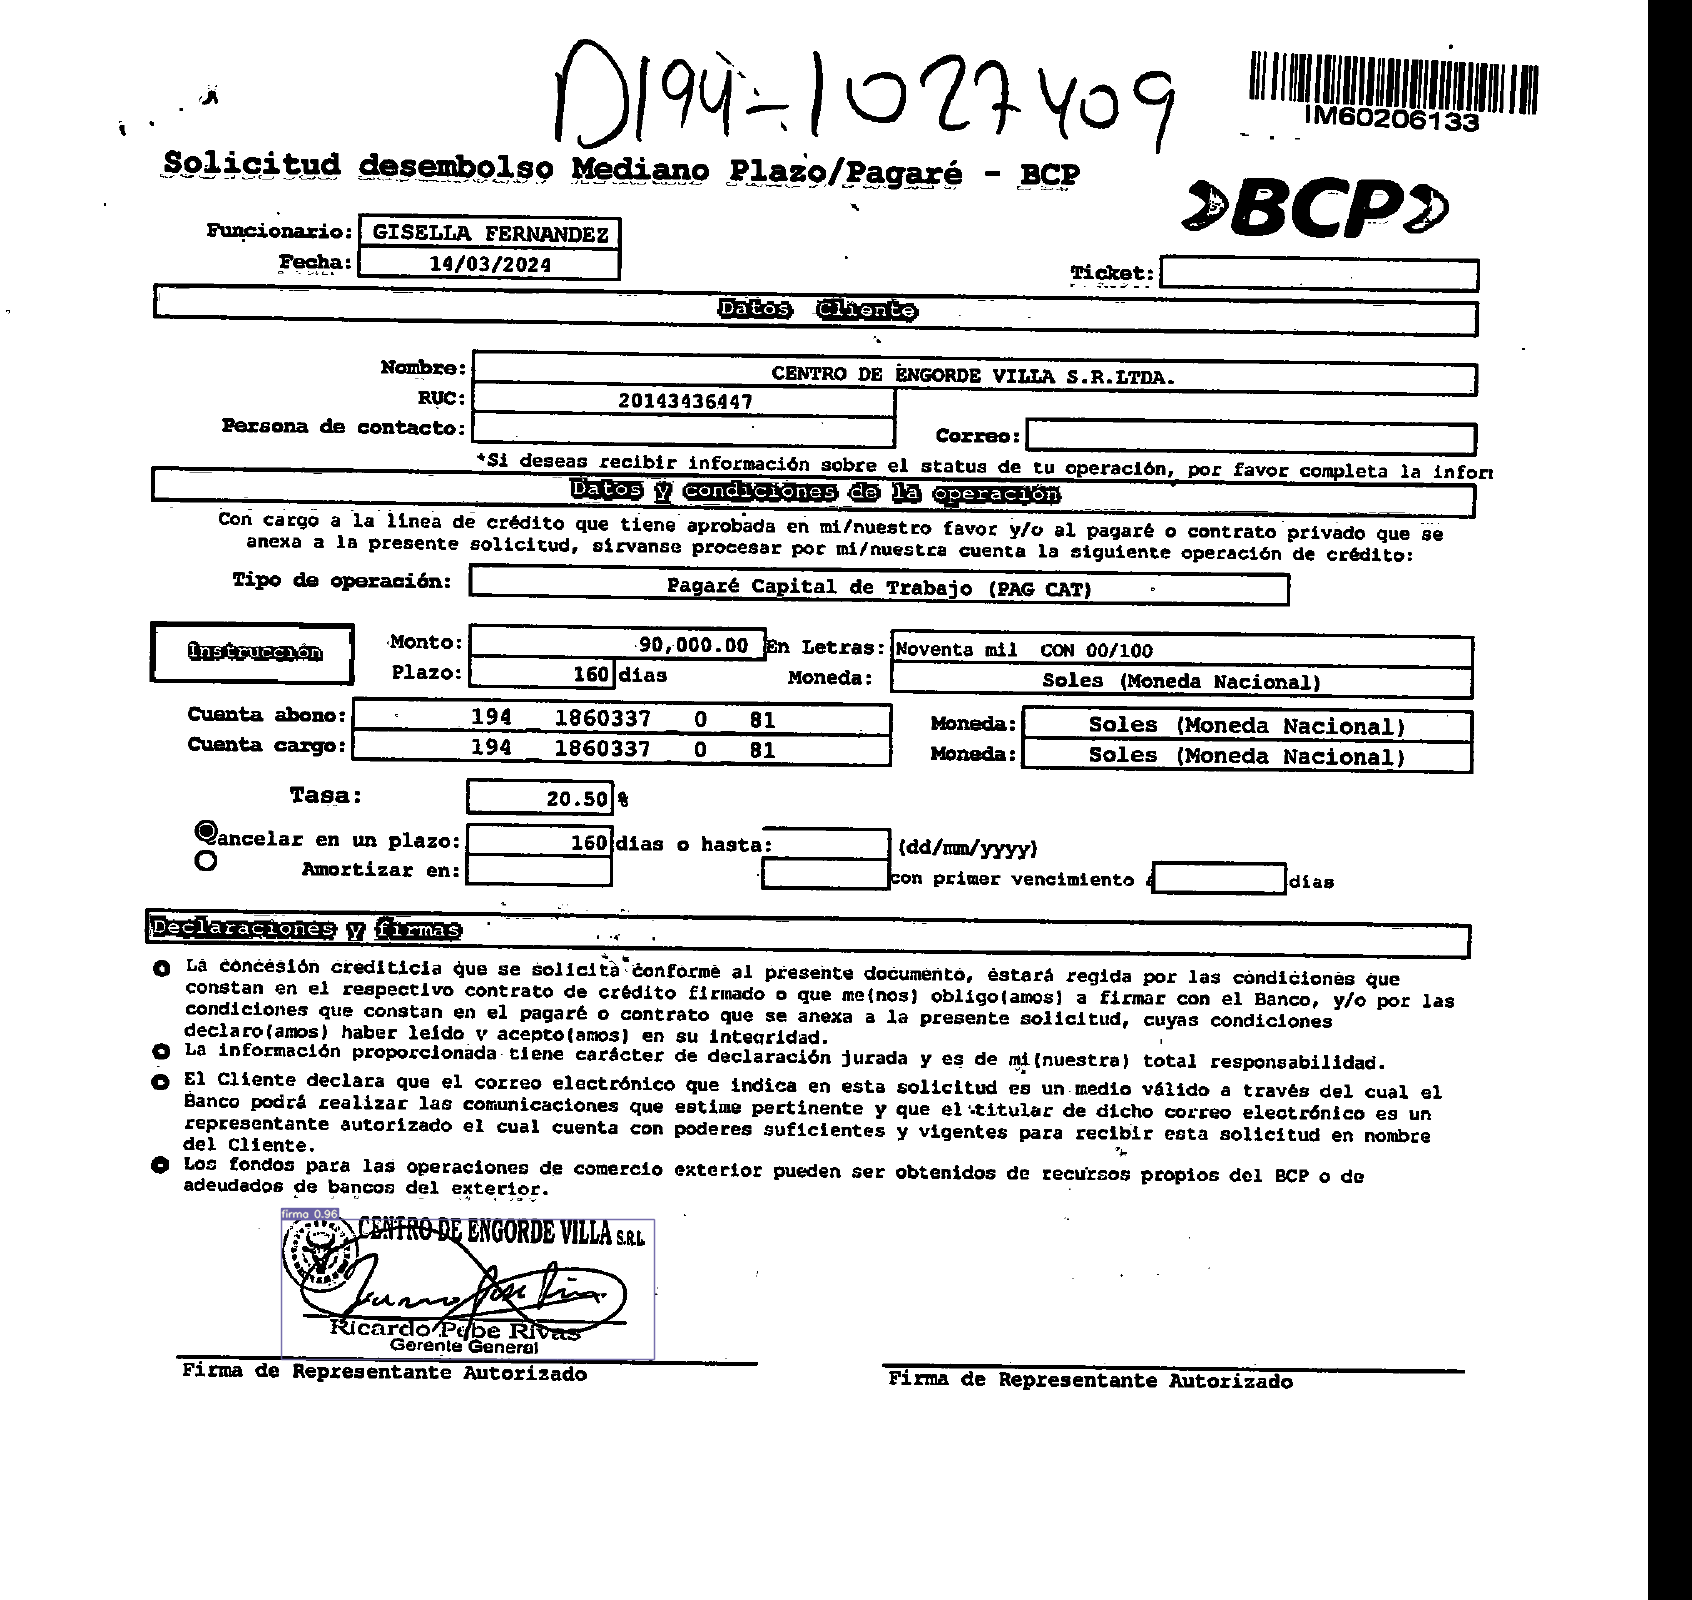 D194-1027409
IM60206133
Solicitud desembolso Mediano Plazo/Pagaré - BCP
BCP
Funcionario: GISELLA FERNANDEZ
Fecha: 14/03/2024
Ticket:
Datos Cliente
Nombre: CENTRO DE ENGORDE VILLA S.R.LTDA.
RUC: 20143436447
Persona de contacto:
Correo:
*Si deseas recibir información sobre el status de tu operación, por favor completa la infor
Datos y condiciones de la operación
Con cargo a la línea de crédito que tiene aprobada en mi/nuestro favor y/o al pagaré o contrato privado que se
anexa a la presente solicitud, sírvanse procesar por mi/nuestra cuenta la siguiente operación de crédito:
Tipo de operación: Pagaré Capital de Trabajo (PAG CAT)
Instrucción
Monto: 90,000.00 En Letras: Noventa mil CON 00/100
Plazo: 160 días Moneda: Soles (Moneda Nacional)
Cuenta abono: 194 1860337 0 81 Moneda: Soles (Moneda Nacional)
Cuenta cargo: 194 1860337 0 81 Moneda: Soles (Moneda Nacional)
Tasa: 20.50 %
ancelar en un plazo: 160 días o hasta: (dd/mm/yyyy)
Amortizar en: con primer vencimiento días
Declaraciones y firmas
La concesión crediticia que se solicita conforme al presente documento, estará regida por las condiciones que
constan en el respectivo contrato de crédito firmado o que me(nos) obligo(amos) a firmar con el Banco, y/o por las
condiciones que constan en el pagaré o contrato que se anexa a la presente solicitud, cuyas condiciones
declaro(amos) haber leído y acepto(amos) en su integridad.
La información proporcionada tiene carácter de declaración jurada y es de mi(nuestra) total responsabilidad.
El Cliente declara que el correo electrónico que indica en esta solicitud es un medio válido a través del cual el
Banco podrá realizar las comunicaciones que estime pertinente y que el titular de dicho correo electrónico es un
representante autorizado el cual cuenta con poderes suficientes y vigentes para recibir esta solicitud en nombre
del Cliente.
Los fondos para las operaciones de comercio exterior pueden ser obtenidos de recursos propios del BCP o de
adeudados de bancos del exterior.
firma 0.96
CENTRO DE ENGORDE VILLA S.R.L.
Ricardo Pebe Rivas
Gerente General
Firma de Representante Autorizado
Firma de Representante Autorizado